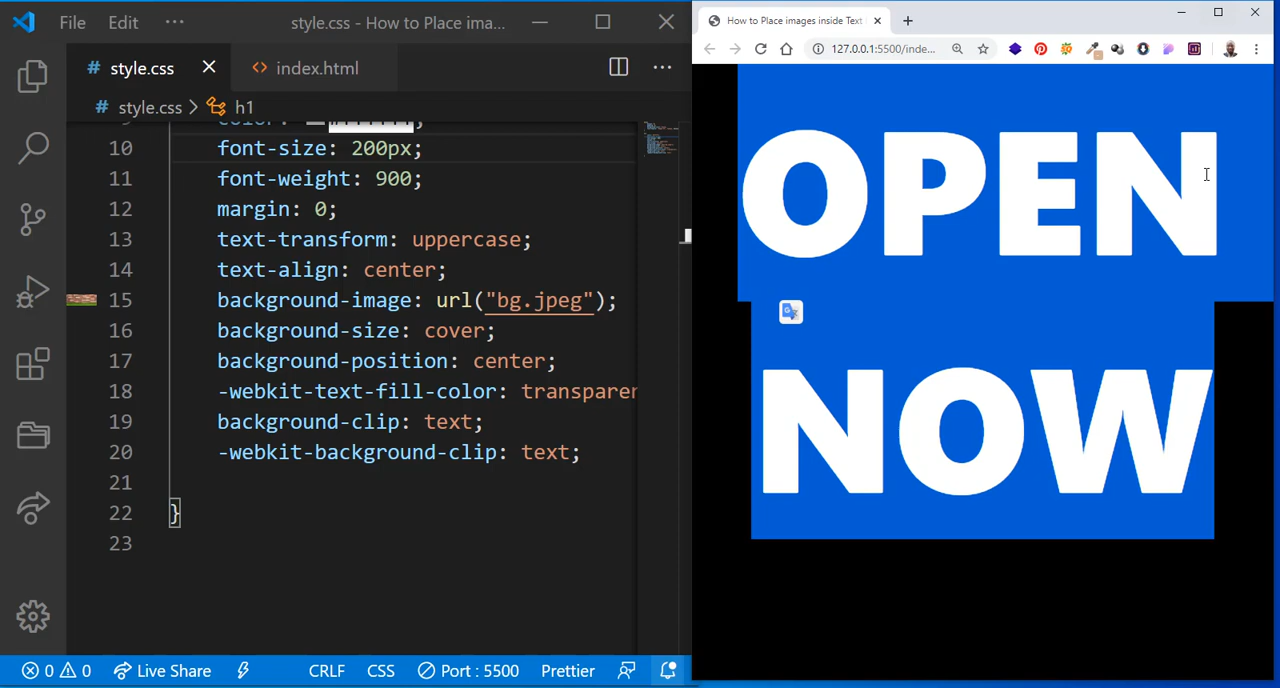 File Edit ··· style.css - How to Place ima...
# style.css index.html
# style.css > h1
10 font-size: 200px;
11 font-weight: 900;
12 margin: 0;
13 text-transform: uppercase;
14 text-align: center;
15 background-image: url("bg.jpeg");
16 background-size: cover;
17 background-position: center;
18 -webkit-text-fill-color: transparen
19 background-clip: text;
20 -webkit-background-clip: text;
21
22 }
23
0 0 Live Share CRLF CSS Port : 5500 Prettier
How to Place images inside Text
127.0.0.1:5500/inde...
OPEN
NOW